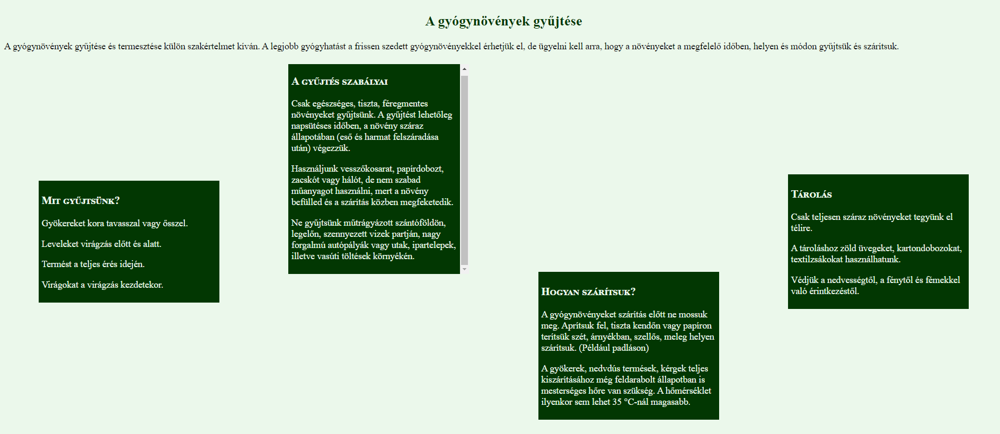 A gyógynövények gyűjtése
A gyógynövények gyűjtése és termesztése külön szakértelmet kíván. A legjobb gyógyhatást a frissen szedett gyógynövényekkel érhetjük el, de ügyelni kell arra, hogy a növényeket a megfelelő időben, helyen és módon gyűjtsük és szárítsuk.
Mit gyűjtsünk?
Gyökereket kora tavasszal vagy ősszel.
Leveleket virágzás előtt és alatt.
Termést a teljes érés idején.
Virágokat a virágzás kezdetekor.
A gyűjtés szabályai
Csak egészséges, tiszta, féregmentes
növényeket gyűjtsünk. A gyűjtést lehetőleg
napsütéses időben, a növény száraz
állapotában (eső és harmat felszáradása
után) végezzük.
Használjunk vesszőkosarat, papírdobozt,
zacskót vagy hálót, de nem szabad
műanyagot használni, mert a növény
befülled és a szárítás közben megfeketedik.
Ne gyűjtsünk műtrágyázott szántóföldön,
legelőn, szennyezett vizek partján, nagy
forgalmú autópályák vagy utak, ipartelepek,
illetve vasúti töltések környékén.
Hogyan szárítsuk?
A gyógynövényeket szárítás előtt ne mossuk
meg. Aprítsuk fel, tiszta kendőn vagy papíron
terítsük szét, árnyékban, szellős, meleg helyen
szárítsuk. (Például padláson)
A gyökerek, nedvdús termések, kérgek teljes
kiszárításához még feldarabolt állapotban is
mesterséges hőre van szükség. A hőmérséklet
ilyenkor sem lehet 35 °C-nál magasabb.
Tárolás
Csak teljesen száraz növényeket tegyünk el
télire.
A tároláshoz zöld üvegeket, kartondobozokat,
textilzsákokat használhatunk.
Védjük a nedvességtől, a fénytől és fémekkel
való érintkezéstől.